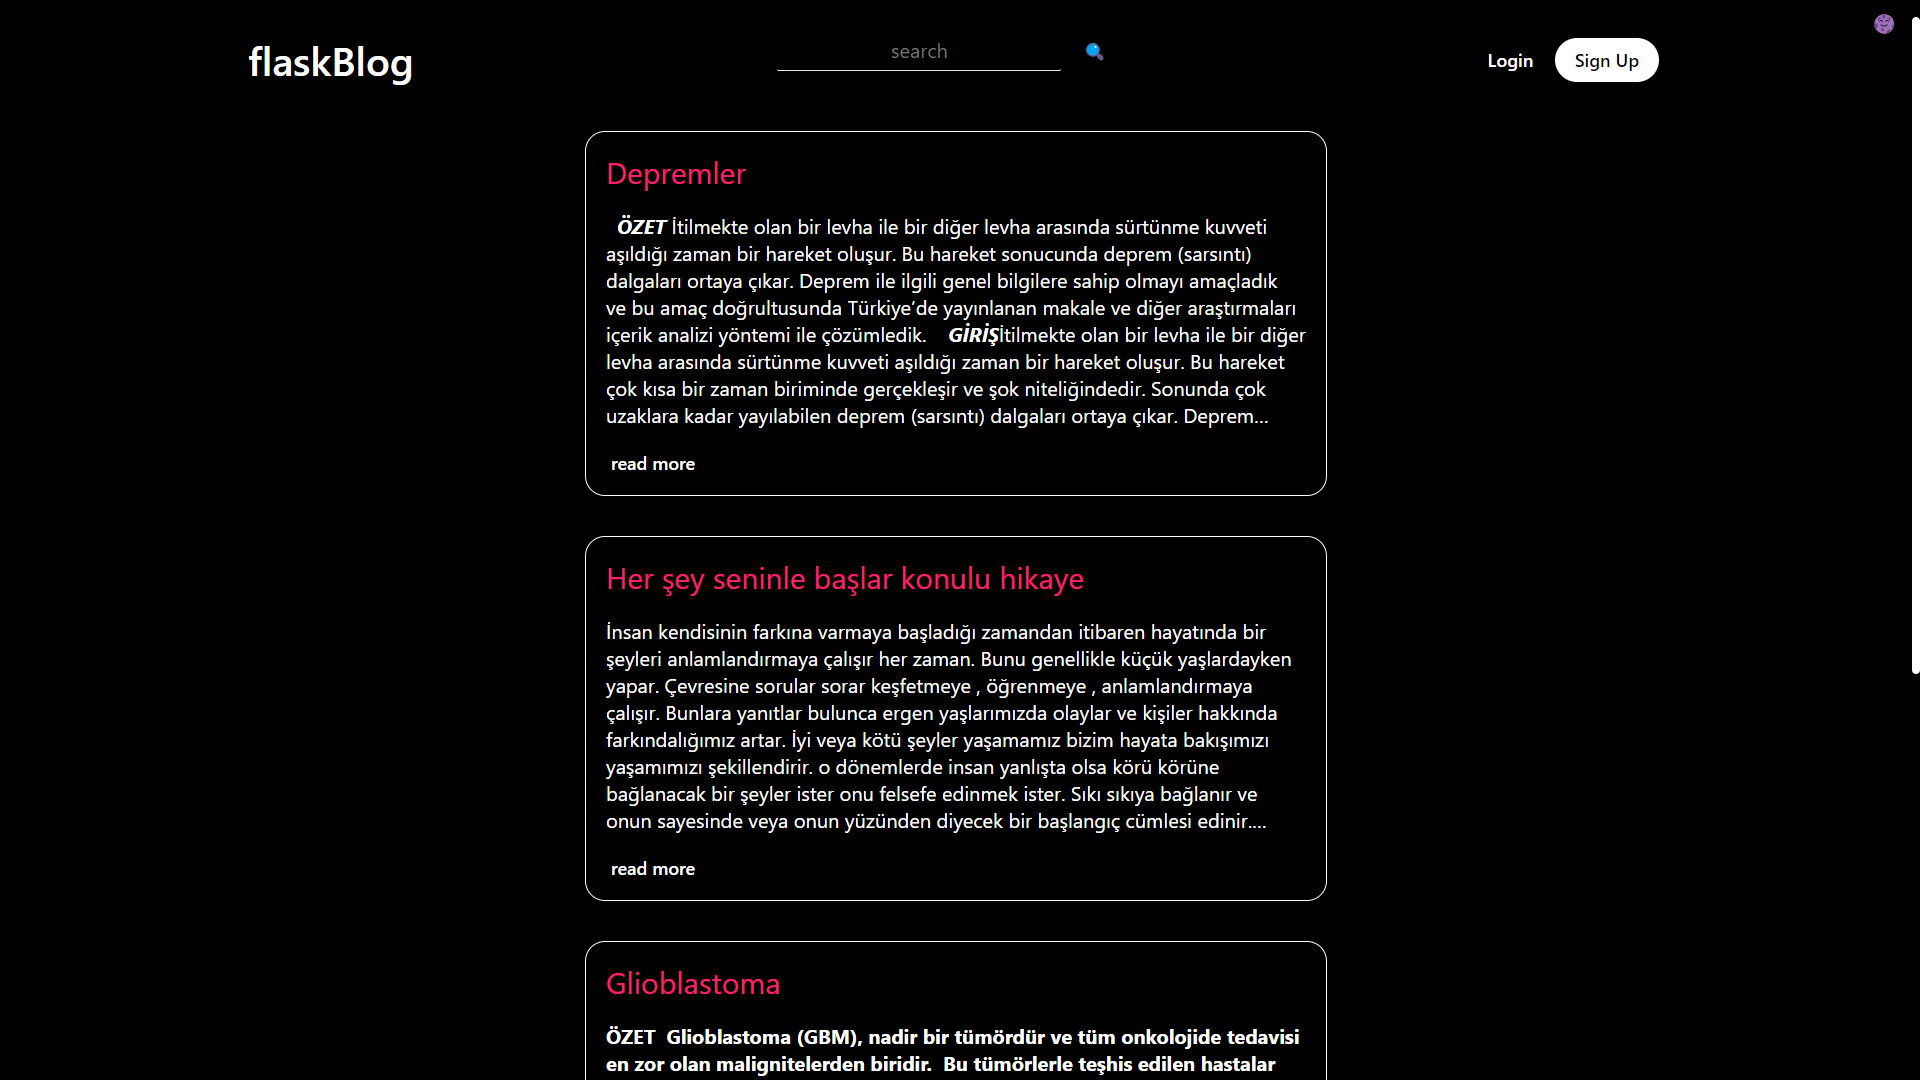 flaskBlog
search
Login
Sign Up
Depremler
ÖZET İtilmekte olan bir levha ile bir diğer levha arasında sürtünme kuvveti
aşıldığı zaman bir hareket oluşur. Bu hareket sonucunda deprem (sarsıntı)
dalgaları ortaya çıkar. Deprem ile ilgili genel bilgilere sahip olmayı amaçladık
ve bu amaç doğrultusunda Türkiye’de yayınlanan makale ve diğer araştırmaları
içerik analizi yöntemi ile çözümledik. GİRİŞİtilmekte olan bir levha ile bir diğer
levha arasında sürtünme kuvveti aşıldığı zaman bir hareket oluşur. Bu hareket
çok kısa bir zaman biriminde gerçekleşir ve şok niteliğindedir. Sonunda çok
uzaklara kadar yayılabilen deprem (sarsıntı) dalgaları ortaya çıkar. Deprem...
read more
Her şey seninle başlar konulu hikaye
İnsan kendisinin farkına varmaya başladığı zamandan itibaren hayatında bir
şeyleri anlamlandırmaya çalışır her zaman. Bunu genellikle küçük yaşlardayken
yapar. Çevresine sorular sorar keşfetmeye , öğrenmeye , anlamlandırmaya
çalışır. Bunlara yanıtlar bulunca ergen yaşlarımızda olaylar ve kişiler hakkında
farkındalığımız artar. İyi veya kötü şeyler yaşamamız bizim hayata bakışımızı
yaşamımızı şekillendirir. o dönemlerde insan yanlışta olsa körü körüne
bağlanacak bir şeyler ister onu felsefe edinmek ister. Sıkı sıkıya bağlanır ve
onun sayesinde veya onun yüzünden diyecek bir başlangıç cümlesi edinir....
read more
Glioblastoma
ÖZET Glioblastoma (GBM), nadir bir tümördür ve tüm onkolojide tedavisi
en zor olan malignitelerden biridir. Bu tümörlerle teşhis edilen hastalar